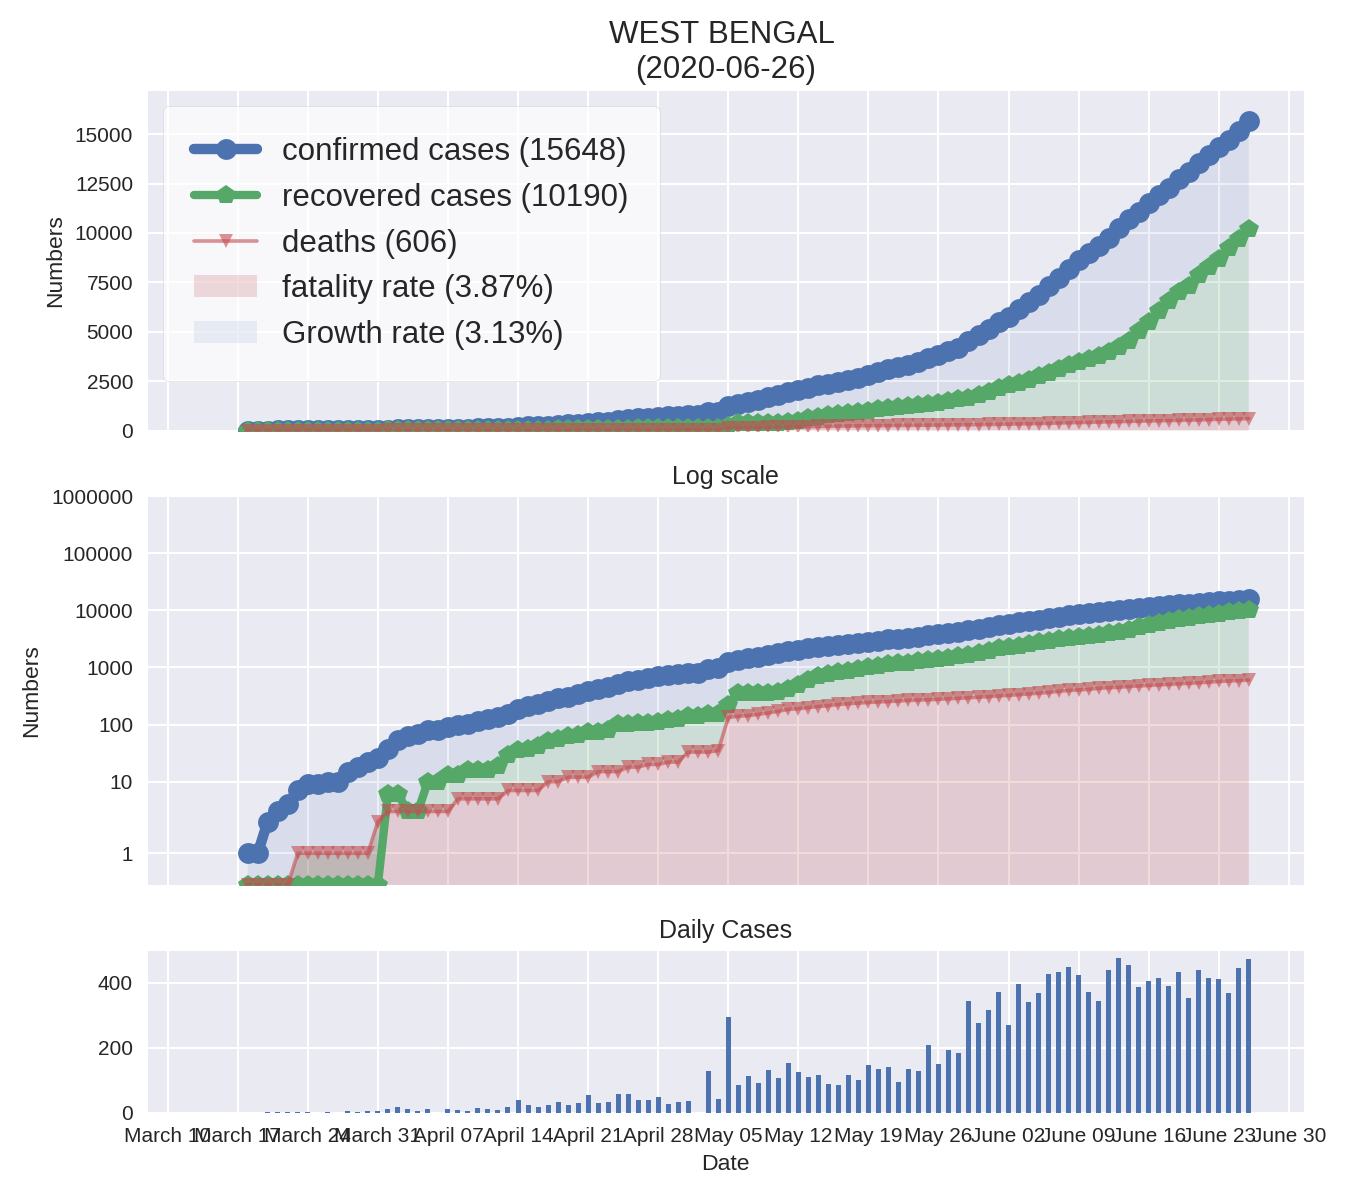 WEST BENGAL
(2020-06-26)
15000
12500
10000
7500
5000
2500
0
Numbers
confirmed cases (15648)
recovered cases (10190)
deaths (606)
fatality rate (3.87%)
Growth rate (3.13%)
Log scale
1000000
100000
10000
1000
100
10
1
Numbers
Daily Cases
400
200
0
March 10 March 17 March 24 March 31 April 07 April 14 April 21 April 28 May 05 May 12 May 19 May 26 June 02 June 09 June 16 June 23 June 30
Date